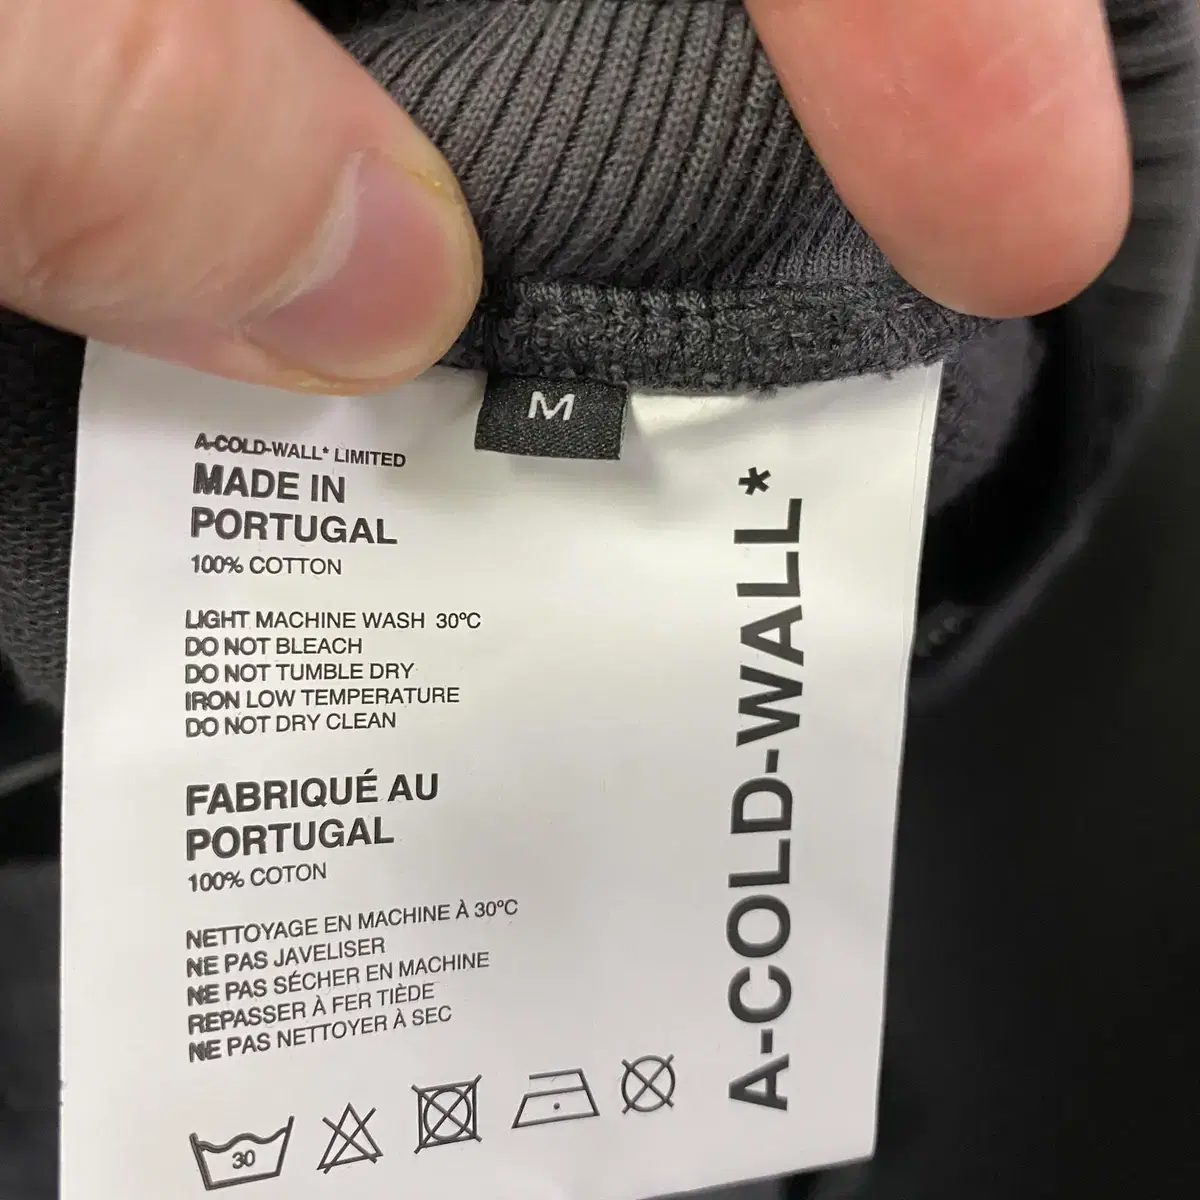 M
A-COLD-WALL* LIMITED
MADE IN
PORTUGAL
100% COTTON
LIGHT MACHINE WASH 30ºC
DO NOT BLEACH
DO NOT TUMBLE DRY
IRON LOW TEMPERATURE
DO NOT DRY CLEAN
FABRIQUÉ AU
PORTUGAL
100% COTON
NETTOYAGE EN MACHINE À 30ºC
NE PAS JAVELISER
NE PAS SÉCHER EN MACHINE
REPASSER À FER TIÈDE
NE PAS NETTOYER À SEC
30
A-COLD-WALL*